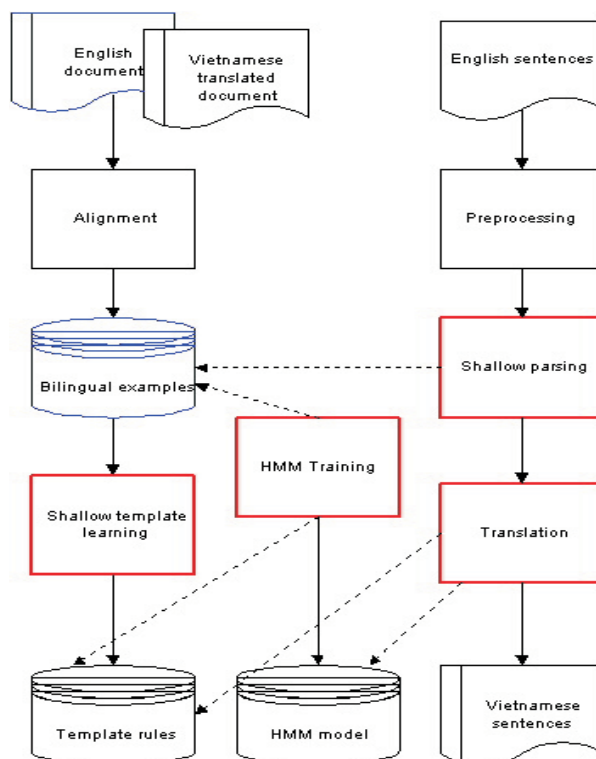 English
document
Vietnamese
translated
document
English sentences
Alignment
Preprocessing
Bilingual examples
Shallow parsing
HMM Training
Shallow template
learning
Translation
Template rules
HMM model
Vietnamese
sentences